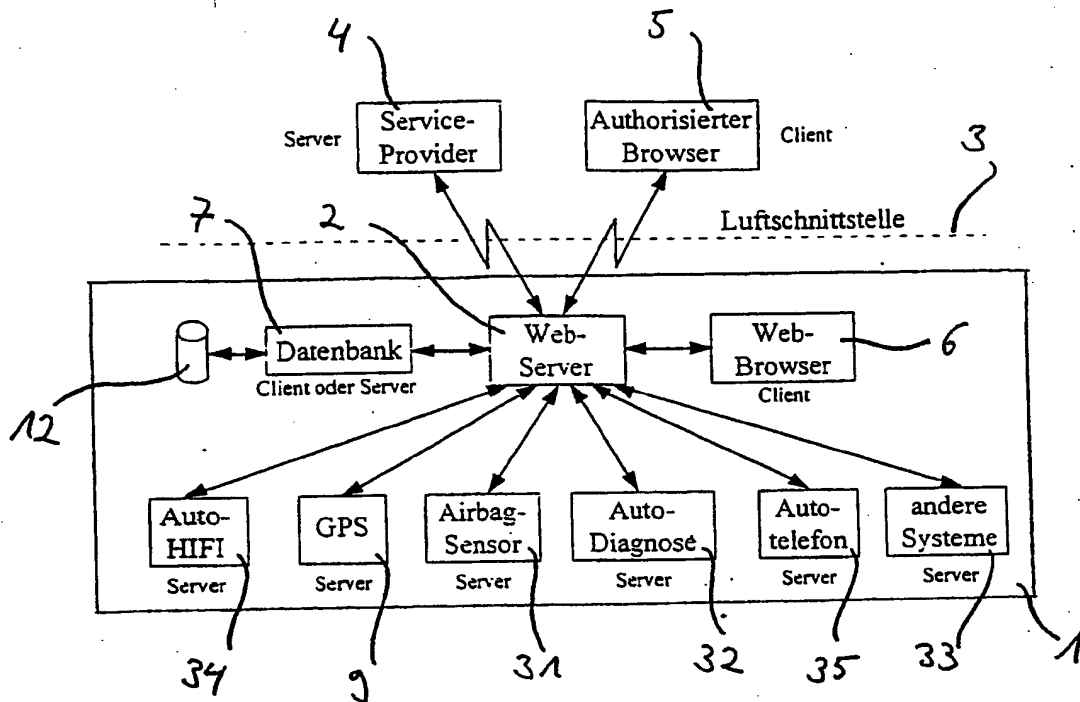 4
5
Server
Service-
Provider
Authorisierter
Browser
Client
3
7
2
Luftschnittstelle
Datenbank
Client oder Server
Web-
Server
Web-
Browser
Client
6
12
Auto-
HIFI
Server
GPS
Server
Airbag-
Sensor
Server
Auto-
Diagnose
Server
Auto-
telefon
Server
andere
Systeme
Server
34
9
31
32
35
33
1